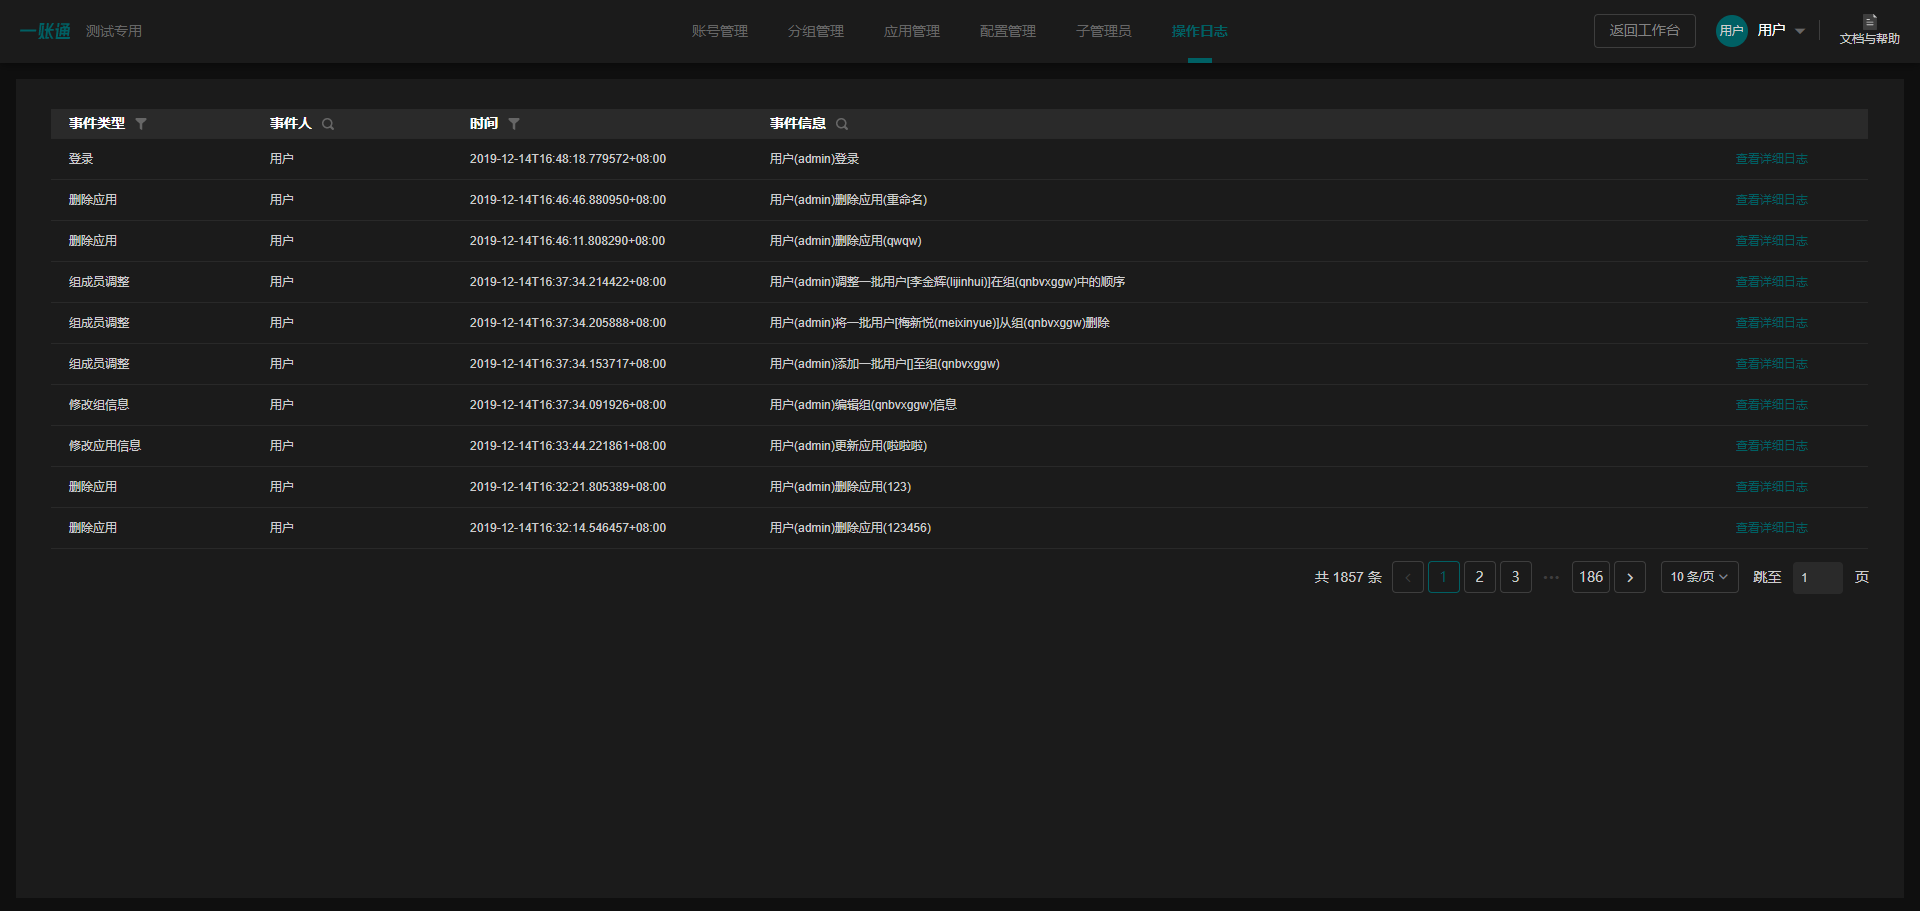 一账通 测试专用 账号管理 分组管理 应用管理 配置管理 子管理员 操作日志 返回工作台 用户 用户 文档与帮助
事件类型 事件人 时间 事件信息
登录 用户 2019-12-14T16:48:18.779572+08:00 用户(admin)登录 查看详细日志
删除应用 用户 2019-12-14T16:46:46.880950+08:00 用户(admin)删除应用(重命名) 查看详细日志
删除应用 用户 2019-12-14T16:46:11.808290+08:00 用户(admin)删除应用(qwqw) 查看详细日志
组成员调整 用户 2019-12-14T16:37:34.214422+08:00 用户(admin)调整一批用户[李金辉(lijinhui)]在组(qnbvxggw)中的顺序 查看详细日志
组成员调整 用户 2019-12-14T16:37:34.205888+08:00 用户(admin)将一批用户[梅新悦(meixinyue)]从组(qnbvxggw)删除 查看详细日志
组成员调整 用户 2019-12-14T16:37:34.153717+08:00 用户(admin)添加一批用户[]至组(qnbvxggw) 查看详细日志
修改组信息 用户 2019-12-14T16:37:34.091926+08:00 用户(admin)编辑组(qnbvxggw)信息 查看详细日志
修改应用信息 用户 2019-12-14T16:33:44.221861+08:00 用户(admin)更新应用(啦啦啦) 查看详细日志
删除应用 用户 2019-12-14T16:32:21.805389+08:00 用户(admin)删除应用(123) 查看详细日志
删除应用 用户 2019-12-14T16:32:14.546457+08:00 用户(admin)删除应用(123456) 查看详细日志
共 1857 条 1 2 3 ••• 186 10 条/页 跳至 1 页